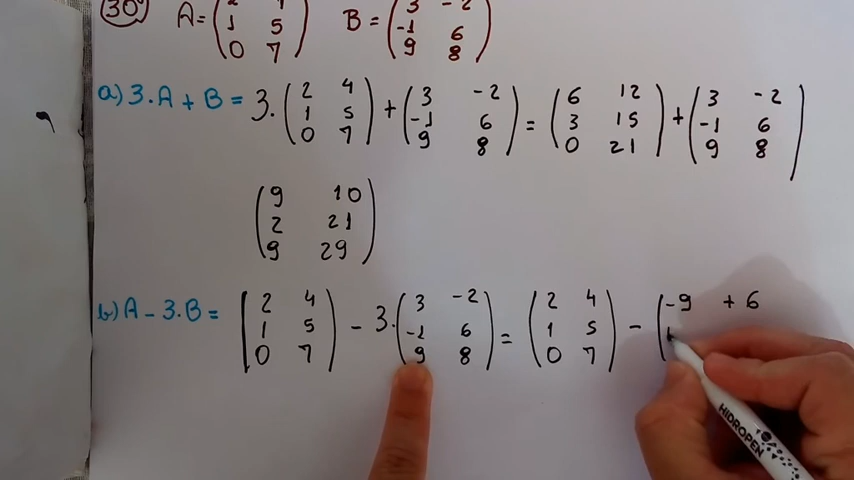 30
A = ( 2 4 B = ( 3 -2
1 5 -1 6
0 7 ) 9 8 )
a) 3.A + B = 3. ( 2 4 ) + ( 3 -2 ) = ( 6 12 ) + ( 3 -2 )
1 5 -1 6 3 15 -1 6
0 7 9 8 0 21 9 8
( 9 10 )
2 21
9 29
b) A - 3.B = [ 2 4 ) - 3. ( 3 -2 ) = ( 2 4 ) - ( -9 + 6
1 5 -1 6 1 5
0 7 9 8 0 7
HIDROPEN